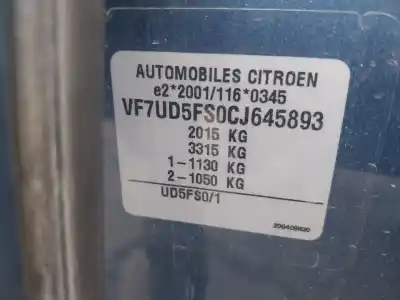 AUTOMOBILES CITROEN
e2*2001/116*0345
VF7UD5FS0CJ645893
2015 KG
3315 KG
1-1130 KG
2-1050 KG
UD5FS0/1